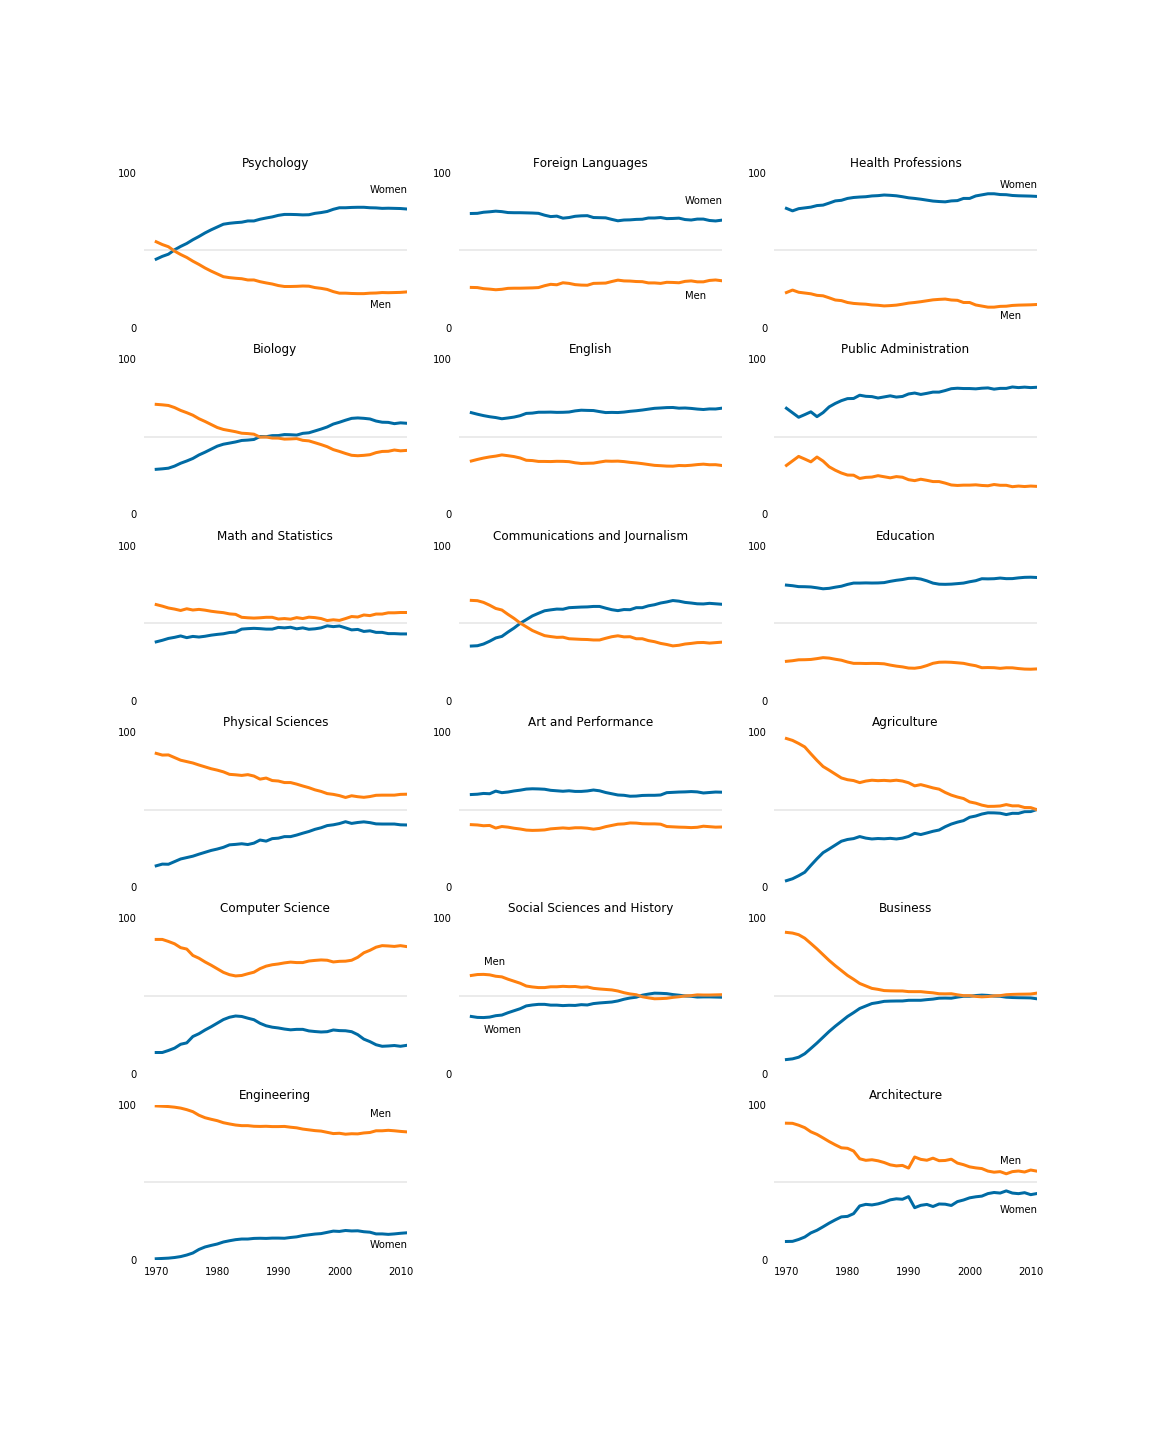 Psychology
Foreign Languages
Health Professions
100
100
100
Women
Women
Women
Men
Men
Men
0
0
0
Biology
English
Public Administration
100
100
100
0
0
0
Math and Statistics
Communications and Journalism
Education
100
100
100
0
0
0
Physical Sciences
Art and Performance
Agriculture
100
100
100
0
0
0
Computer Science
Social Sciences and History
Business
100
100
100
Men
Women
0
0
0
Engineering
Architecture
100
100
Men
Men
Women
Women
0
0
1970 1980 1990 2000 2010
1970 1980 1990 2000 2010